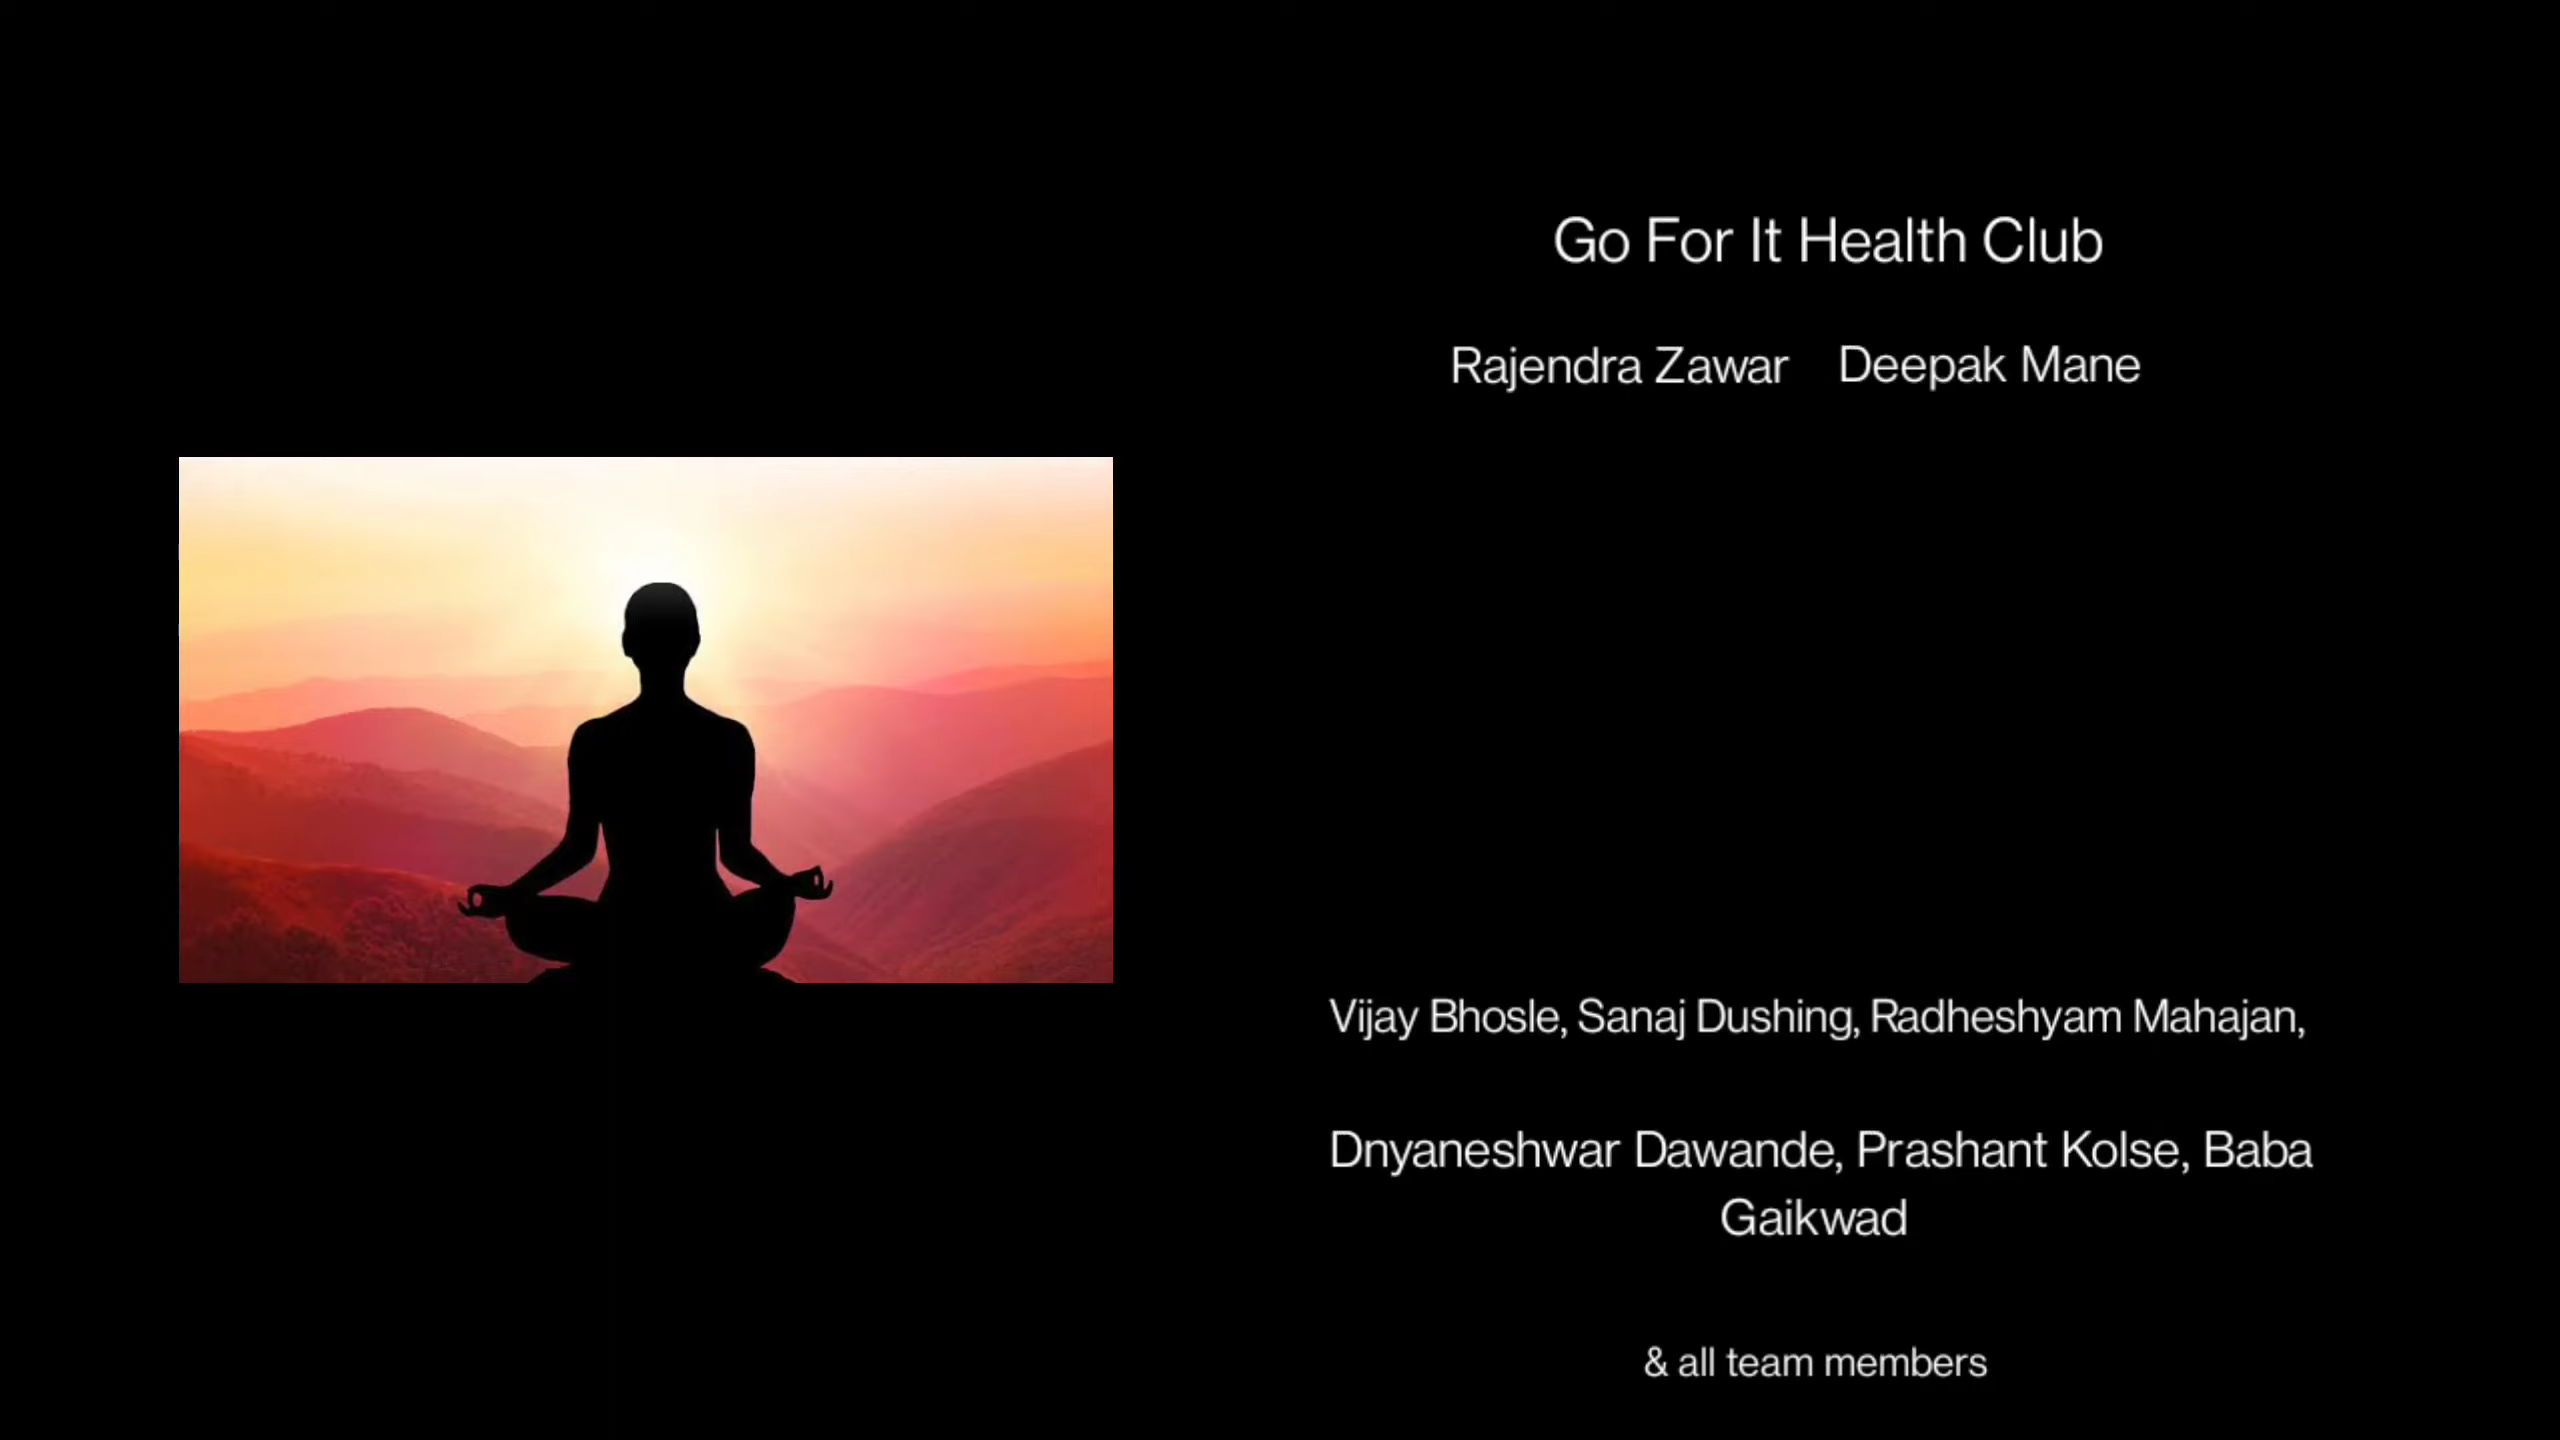 Go For It Health Club
Rajendra Zawar Deepak Mane
Vijay Bhosle, Sanaj Dushing, Radheshyam Mahajan,
Dnyaneshwar Dawande, Prashant Kolse, Baba
Gaikwad
& all team members